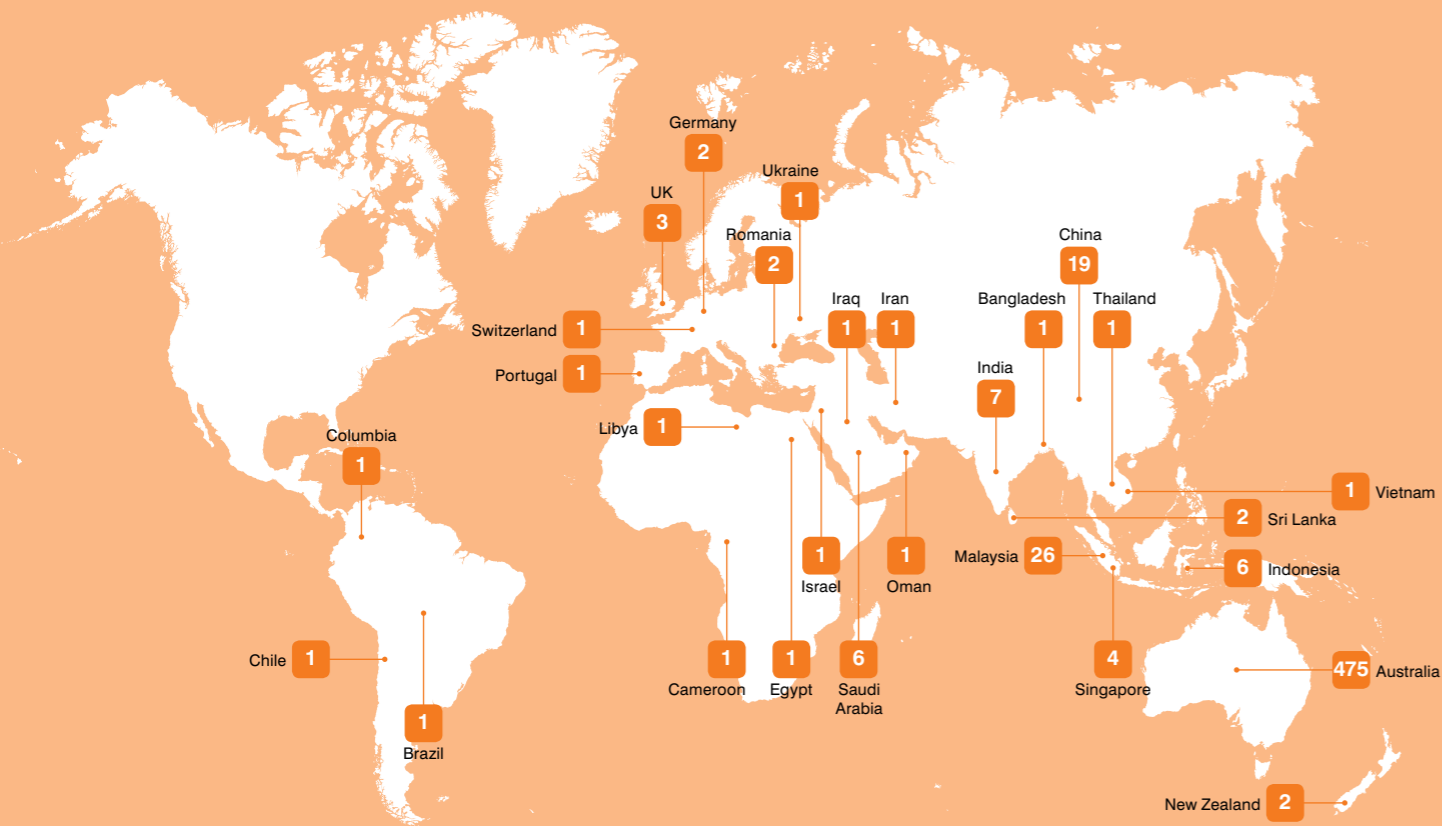 Germany
2
Ukraine
1
UK
3
Romania
2
China
19
Iraq
1
Iran
1
Bangladesh
1
Thailand
1
Switzerland
1
India
7
Portugal
1
Libya
1
Columbia
1
1
Vietnam
2
Sri Lanka
Malaysia
26
6
Indonesia
1
Israel
1
Oman
Chile
1
1
Cameroon
1
Egypt
6
Saudi
Arabia
4
Singapore
475
Australia
1
Brazil
New Zealand
2